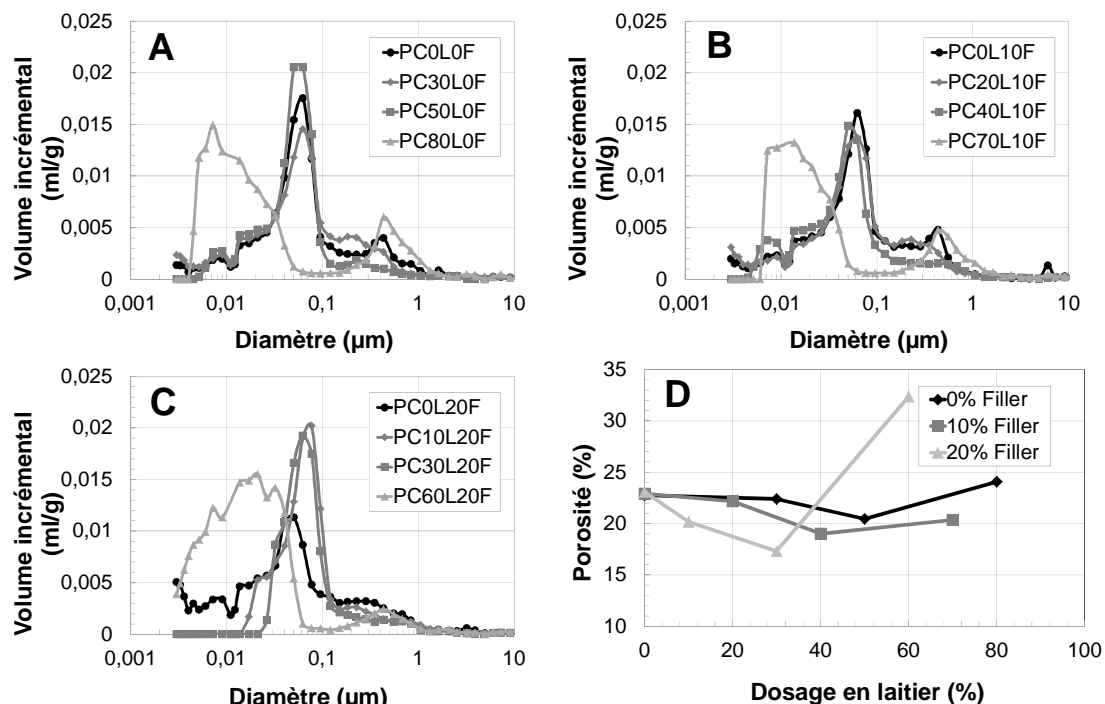 A
Volume incrémental
(ml/g)
0,025
0,02
0,015
0,01
0,005
0
0,001
0,01
0,1
1
10
Diamètre (µm)
PC0L0F
PC30L0F
PC50L0F
PC80L0F
B
Volume incrémental
(ml/g)
0,025
0,02
0,015
0,01
0,005
0
0,001
0,01
0,1
1
10
Diamètre (µm)
PC0L10F
PC20L10F
PC40L10F
PC70L10F
C
Volume incrémental
(ml/g)
0,025
0,02
0,015
0,01
0,005
0
0,001
0,01
0,1
1
10
Diamètre (µm)
PC0L20F
PC10L20F
PC30L20F
PC60L20F
D
Porosité (%)
35
30
25
20
15
10
0
20
40
60
80
100
Dosage en laitier (%)
0% Filler
10% Filler
20% Filler